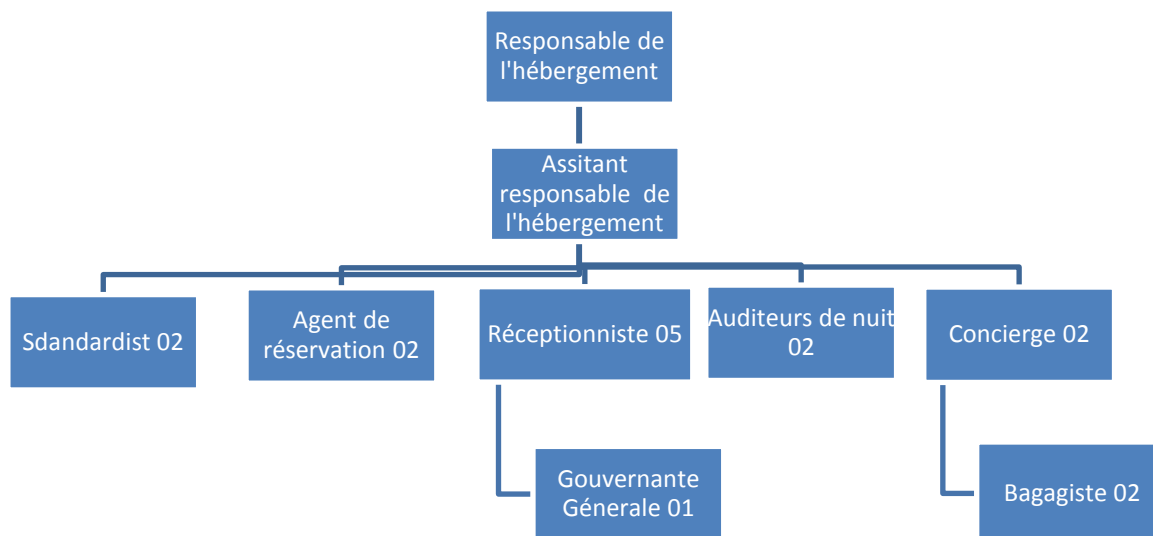 Responsable de
l'hébergement
Assitant
responsable de
l'hébergement
Sdandardist 02
Agent de
réservation 02
Réceptionniste 05
Auditeurs de nuit
02
Concierge 02
Gouvernante
Génerale 01
Bagagiste 02